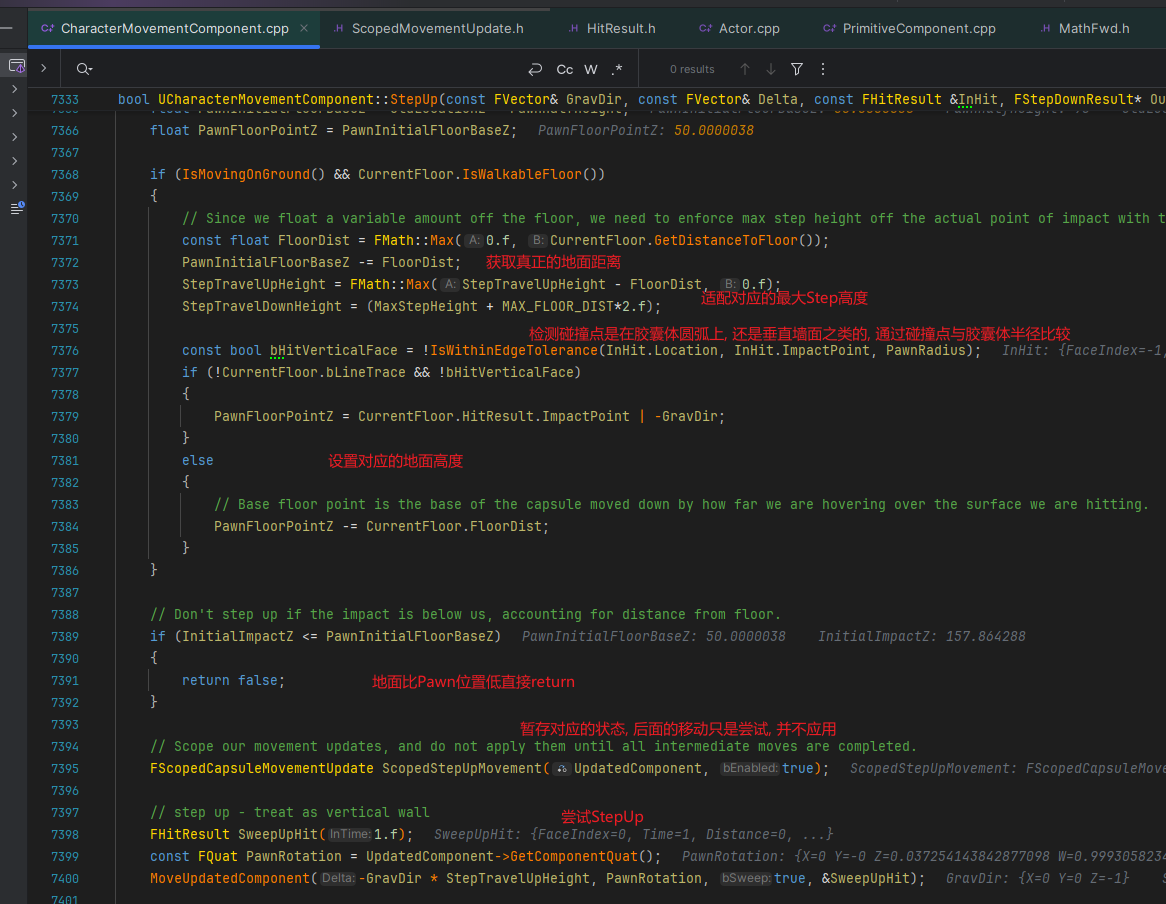 CharacterMovementComponent.cpp × ScopedMovementUpdate.h HitResult.h Actor.cpp PrimitiveComponent.cpp MathFwd.h
Cc W .* 0 results
7333 bool UCharacterMovementComponent::StepUp(const FVector& GravDir, const FVector& Delta, const FHitResult &InHit, FStepDownResult* Ou
7366 float PawnFloorPointZ = PawnInitialFloorBaseZ; PawnFloorPointZ: 50.0000038
7367
7368 if (IsMovingOnGround() && CurrentFloor.IsWalkableFloor())
7369 {
7370 // Since we float a variable amount off the floor, we need to enforce max step height off the actual point of impact with t
7371 const float FloorDist = FMath::Max( A: 0.f, B: CurrentFloor.GetDistanceToFloor());
7372 PawnInitialFloorBaseZ -= FloorDist; 获取真正的地面距离
7373 StepTravelUpHeight = FMath::Max( A: StepTravelUpHeight - FloorDist, B: 0.f);
适配对应的最大Step高度
7374 StepTravelDownHeight = (MaxStepHeight + MAX_FLOOR_DIST*2.f);
7375 检测碰撞点是在胶囊体圆弧上, 还是垂直墙面之类的, 通过碰撞点与胶囊体半径比较
7376 const bool bHitVerticalFace = !IsWithinEdgeTolerance(InHit.Location, InHit.ImpactPoint, PawnRadius); InHit: {FaceIndex=-1,
7377 if (!CurrentFloor.bLineTrace && !bHitVerticalFace)
7378 {
7379 PawnFloorPointZ = CurrentFloor.HitResult.ImpactPoint | -GravDir;
7380 }
7381 else 设置对应的地面高度
7382 {
7383 // Base floor point is the base of the capsule moved down by how far we are hovering over the surface we are hitting.
7384 PawnFloorPointZ -= CurrentFloor.FloorDist;
7385 }
7386 }
7387
7388 // Don't step up if the impact is below us, accounting for distance from floor.
7389 if (InitialImpactZ <= PawnInitialFloorBaseZ) PawnInitialFloorBaseZ: 50.0000038 InitialImpactZ: 157.864288
7390 {
7391 return false; 地面比Pawn位置低直接return
7392 }
7393 暂存对应的状态, 后面的移动只是尝试, 并不应用
7394 // Scope our movement updates, and do not apply them until all intermediate moves are completed.
7395 FScopedCapsuleMovementUpdate ScopedStepUpMovement( UpdatedComponent, bEnabled: true); ScopedStepUpMovement: FScopedCapsuleMove
7396
7397 // step up - treat as vertical wall 尝试StepUp
7398 FHitResult SweepUpHit( InTime: 1.f); SweepUpHit: {FaceIndex=0, Time=1, Distance=0, ...}
7399 const FQuat PawnRotation = UpdatedComponent->GetComponentQuat(); PawnRotation: {X=0 Y=-0 Z=0.037254143842877098 W=0.9993058234
7400 MoveUpdatedComponent( Delta: -GravDir * StepTravelUpHeight, PawnRotation, bSweep: true, &SweepUpHit); GravDir: {X=0 Y=0 Z=-1}
7401